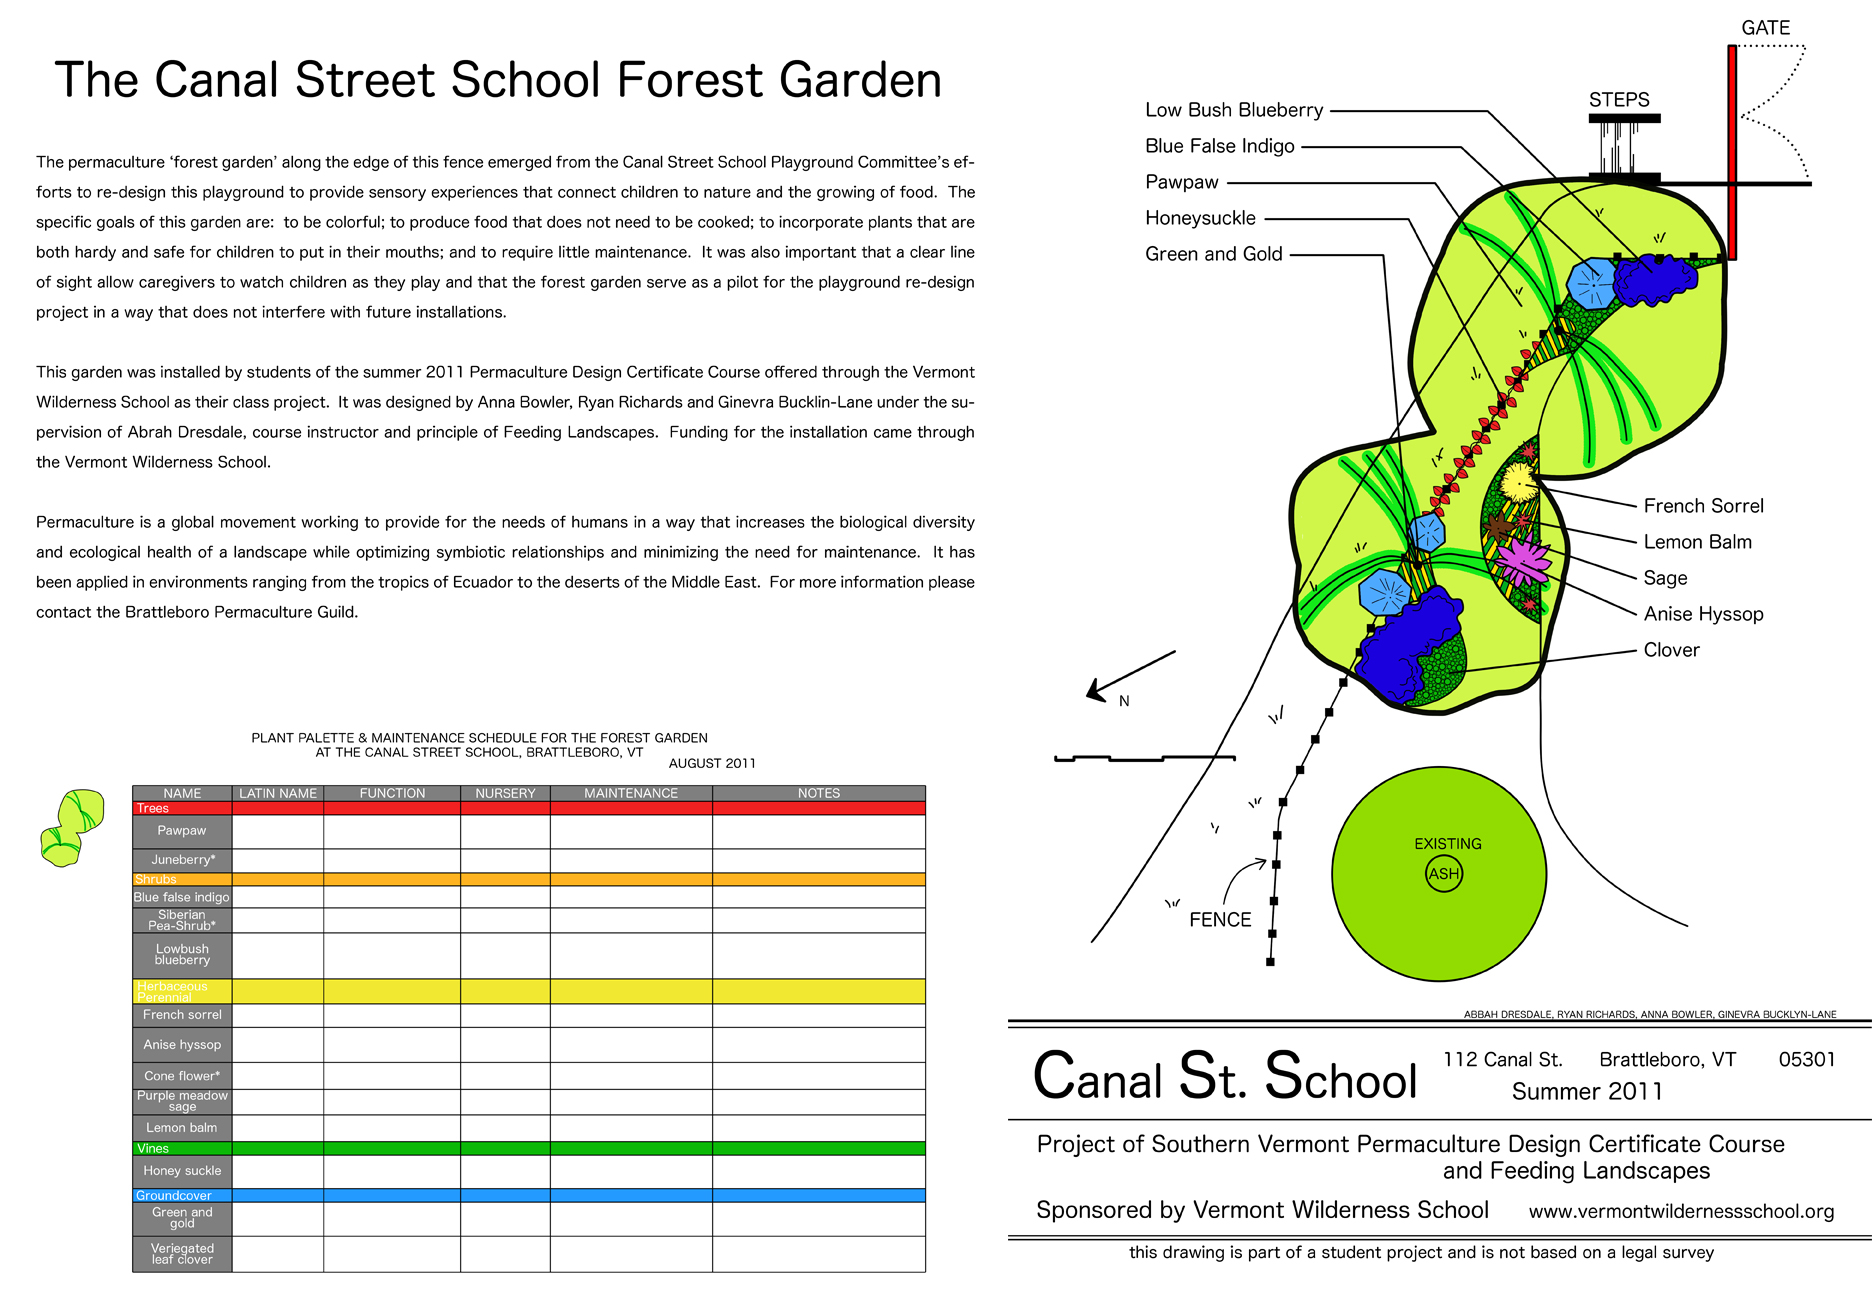 The Canal Street School Forest Garden
The permaculture ‘forest garden’ along the edge of this fence emerged from the Canal Street School Playground Committee’s ef-
forts to re-design this playground to provide sensory experiences that connect children to nature and the growing of food. The
specific goals of this garden are: to be colorful; to produce food that does not need to be cooked; to incorporate plants that are
both hardy and safe for children to put in their mouths; and to require little maintenance. It was also important that a clear line
of sight allow caregivers to watch children as they play and that the forest garden serve as a pilot for the playground re-design
project in a way that does not interfere with future installations.
This garden was installed by students of the summer 2011 Permaculture Design Certificate Course offered through the Vermont
Wilderness School as their class project. It was designed by Anna Bowler, Ryan Richards and Ginevra Bucklin-Lane under the su-
pervision of Abrah Dresdale, course instructor and principle of Feeding Landscapes. Funding for the installation came through
the Vermont Wilderness School.
Permaculture is a global movement working to provide for the needs of humans in a way that increases the biological diversity
and ecological health of a landscape while optimizing symbiotic relationships and minimizing the need for maintenance. It has
been applied in environments ranging from the tropics of Ecuador to the deserts of the Middle East. For more information please
contact the Brattleboro Permaculture Guild.
PLANT PALETTE & MAINTENANCE SCHEDULE FOR THE FOREST GARDEN
AT THE CANAL STREET SCHOOL, BRATTLEBORO, VT
AUGUST 2011
NAME LATIN NAME FUNCTION NURSERY MAINTENANCE NOTES
Trees
Pawpaw
Juneberry*
Shrubs
Blue false indigo
Siberian
Pea-Shrub*
Lowbush
blueberry
Herbaceous
Perennial
French sorrel
Anise hyssop
Cone flower*
Purple meadow
sage
Lemon balm
Vines
Honey suckle
Groundcover
Green and
gold
Veriegated
leaf clover
GATE
STEPS
Low Bush Blueberry
Blue False Indigo
Pawpaw
Honeysuckle
Green and Gold
French Sorrel
Lemon Balm
Sage
Anise Hyssop
Clover
N
EXISTING
ASH
FENCE
ABBAH DRESDALE, RYAN RICHARDS, ANNA BOWLER, GINEVRA BUCKLYN-LANE
Canal St. School
112 Canal St. Brattleboro, VT 05301
Summer 2011
Project of Southern Vermont Permaculture Design Certificate Course
and Feeding Landscapes
Sponsored by Vermont Wilderness School www.vermontwildernessschool.org
this drawing is part of a student project and is not based on a legal survey